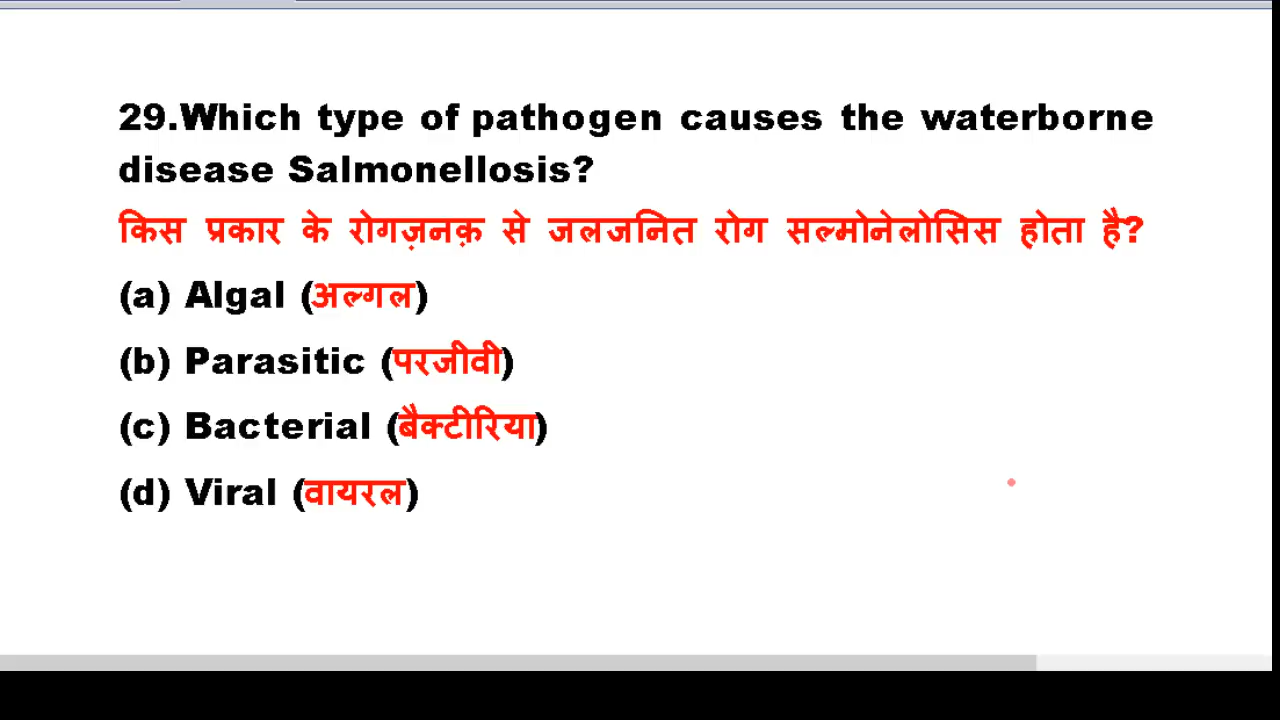 29.Which type of pathogen causes the waterborne
disease Salmonellosis?
किस प्रकार के रोगज़नक़ से जलजनित रोग सल्मोनेलोसिस होता है?
(a) Algal (अल्गल)
(b) Parasitic (परजीवी)
(c) Bacterial (बैक्टीरिया)
(d) Viral (वायरल)